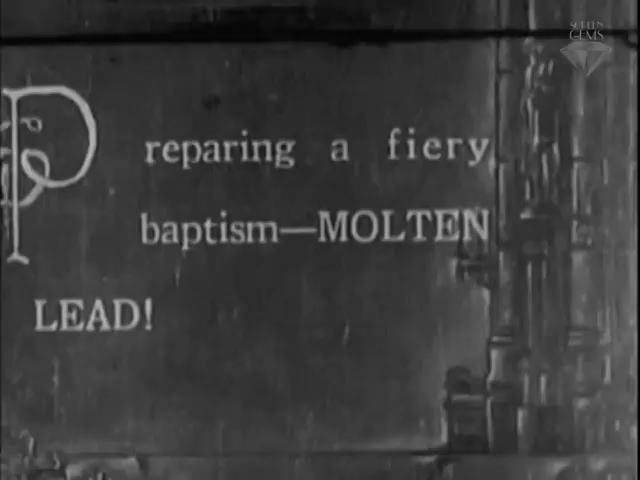 SCREEN
GEMS
Preparing a fiery
baptism—MOLTEN
LEAD!